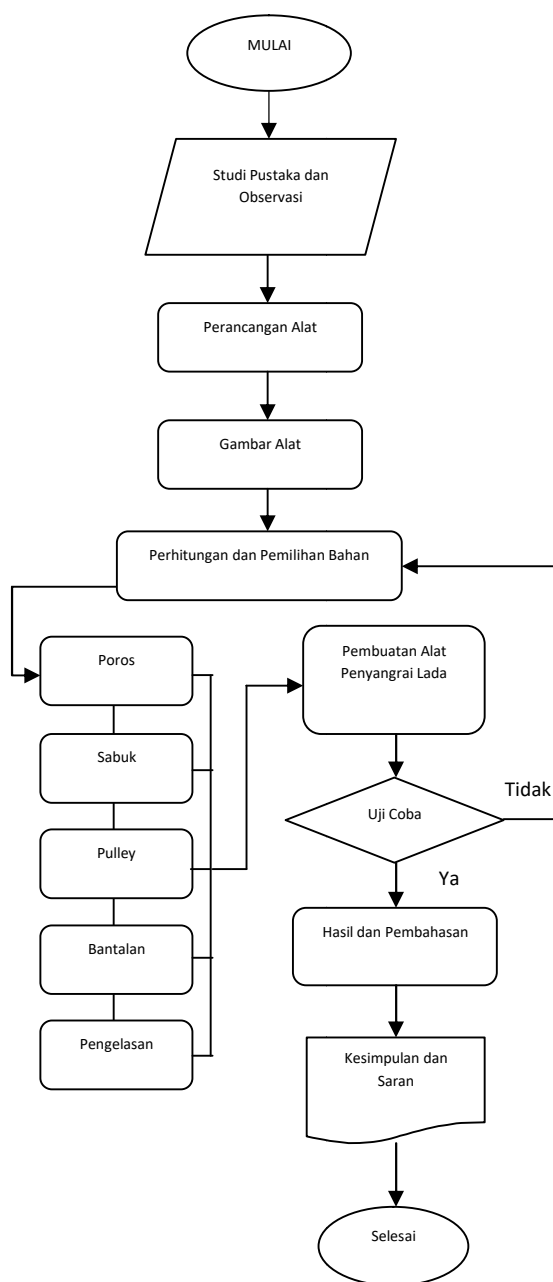 MULAI
Studi Pustaka dan
Observasi
Perancangan Alat
Gambar Alat
Perhitungan dan Pemilihan Bahan
Poros
Sabuk
Pulley
Bantalan
Pengelasan
Pembuatan Alat
Penyangrai Lada
Uji Coba
Tidak
Ya
Hasil dan Pembahasan
Kesimpulan dan
Saran
Selesai